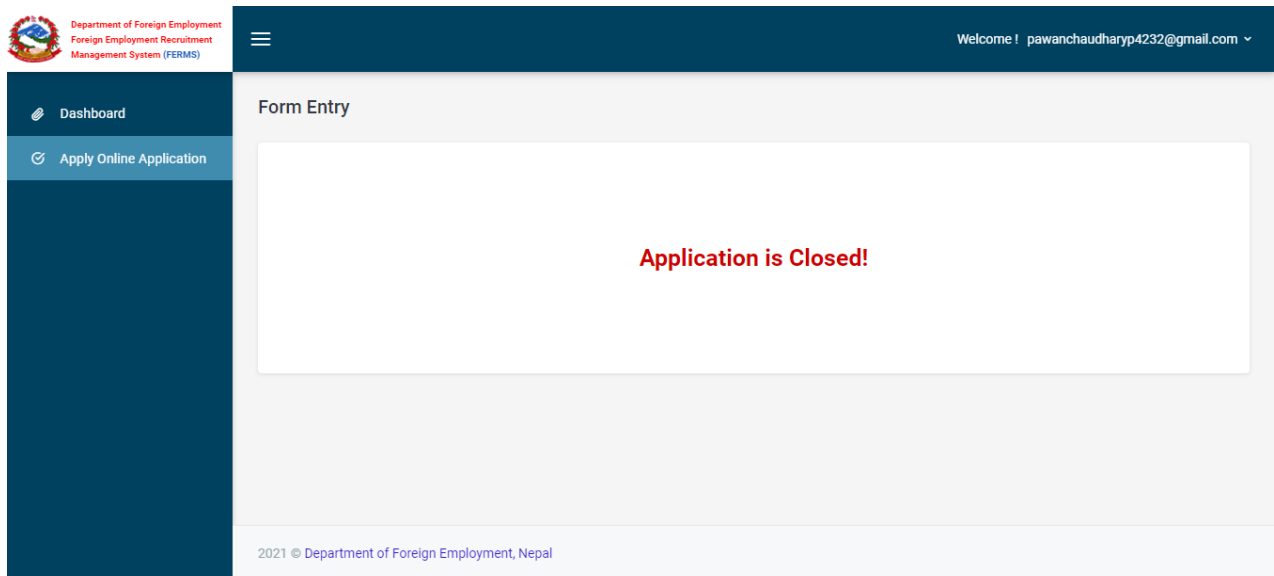 Department of Foreign Employment
Foreign Employment Recruitment
Management System (FERMS)
Welcome ! pawanchaudharyp4232@gmail.com
Dashboard
Apply Online Application
Form Entry
Application is Closed!
2021 © Department of Foreign Employment, Nepal